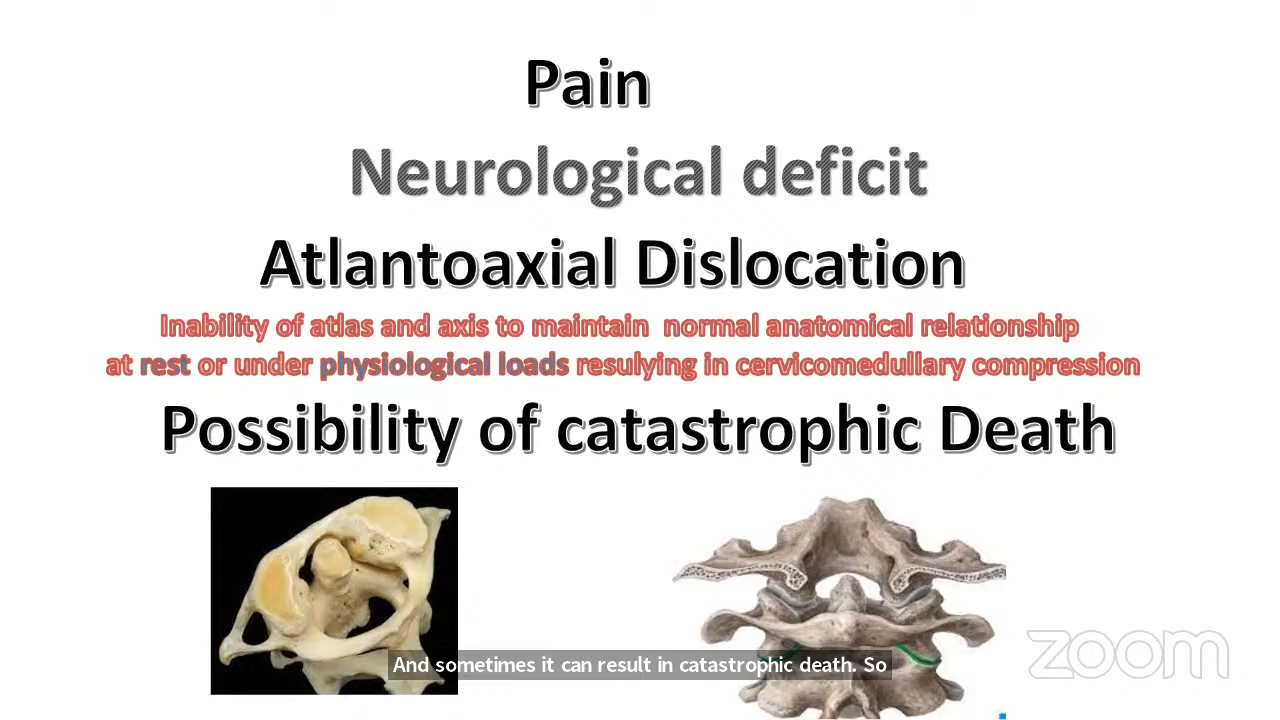 Pain
Neurological deficit
Atlantoaxial Dislocation
Inability of atlas and axis to maintain normal anatomical relationship
at rest or under physiological loads resulying in cervicomedullary compression
Possibility of catastrophic Death
And sometimes it can result in catastrophic death. So
zoom